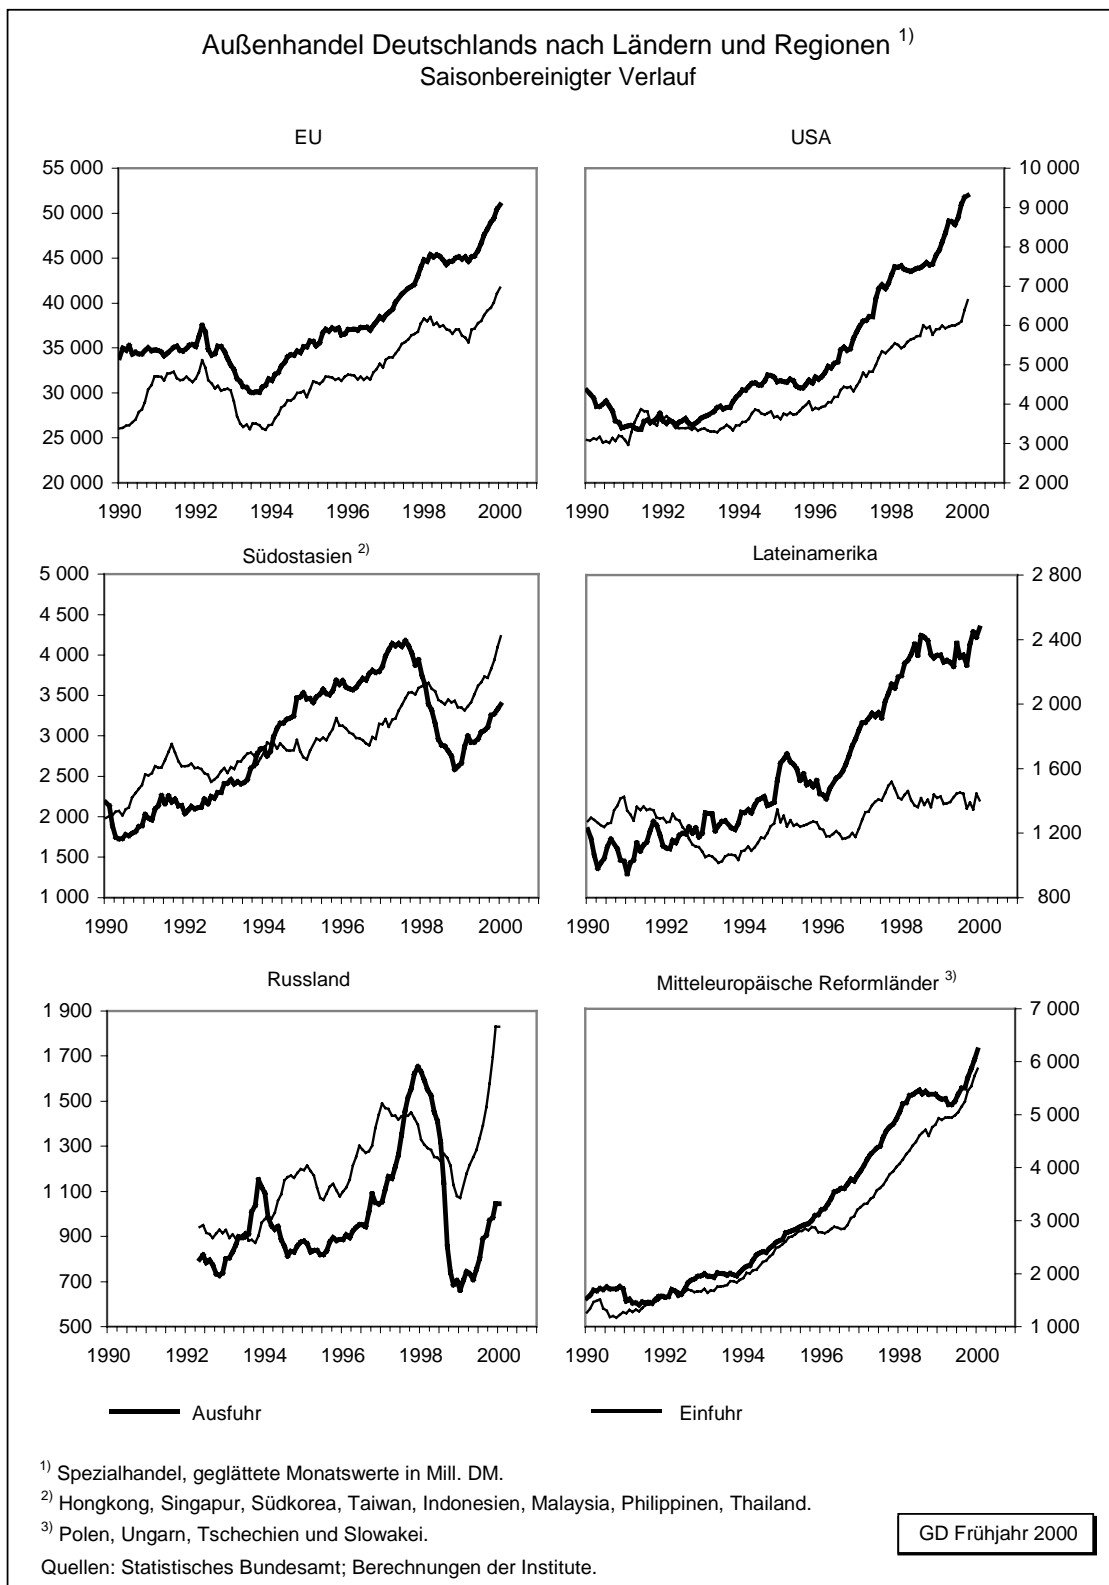 Außenhandel Deutschlands nach Ländern und Regionen 1)
Saisonbereinigter Verlauf
EU
55 000
50 000
45 000
40 000
35 000
30 000
25 000
20 000
1990 1992 1994 1996 1998 2000
USA
10 000
9 000
8 000
7 000
6 000
5 000
4 000
3 000
2 000
1990 1992 1994 1996 1998 2000
Südostasien 2)
5 000
4 500
4 000
3 500
3 000
2 500
2 000
1 500
1 000
1990 1992 1994 1996 1998 2000
Lateinamerika
2 800
2 400
2 000
1 600
1 200
800
1990 1992 1994 1996 1998 2000
Russland
1 900
1 700
1 500
1 300
1 100
900
700
500
1990 1992 1994 1996 1998 2000
Mitteleuropäische Reformländer 3)
7 000
6 000
5 000
4 000
3 000
2 000
1 000
1990 1992 1994 1996 1998 2000
Ausfuhr Einfuhr
1) Spezialhandel, geglättete Monatswerte in Mill. DM.
2) Hongkong, Singapur, Südkorea, Taiwan, Indonesien, Malaysia, Philippinen, Thailand.
3) Polen, Ungarn, Tschechien und Slowakei.
Quellen: Statistisches Bundesamt; Berechnungen der Institute.
GD Frühjahr 2000